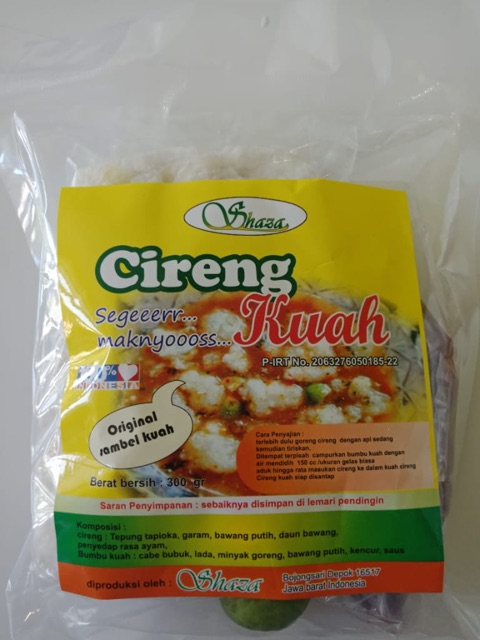 Shaza
Cireng
Kuah
Segeeerr...
maknyoooss...
P-IRT No. 2063276050185-22
INDONESIA
Original
sambel kuah
Cara Penyajian :
terlebih dulu goreng cireng dengan api sedang
kemudian tiriskan.
Ditempat terpisah campurkan bumbu kuah dengan
air mendidih 150 cc /ukuran gelas biasa
aduk hingga rata masukan cireng ke dalam kuah cireng
Cireng kuah siap disantap
Berat bersih : 300 gr
Saran Penyimpanan : sebaiknya disimpan di lemari pendingin
Komposisi :
cireng : Tepung tapioka, garam, bawang putih, daun bawang,
penyedap rasa ayam,
Bumbu kuah : cabe bubuk, lada, minyak goreng, bawang putih, kencur, saus
diproduksi oleh : Shaza
Bojongsari Depok 16517
Jawa barat-Indonesia